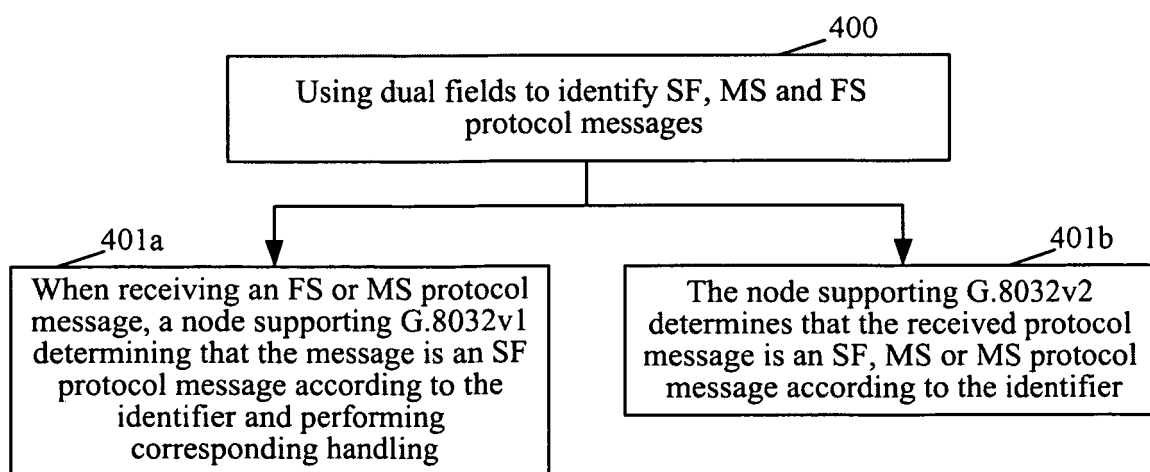 400
Using dual fields to identify SF, MS and FS
protocol messages
401a
When receiving an FS or MS protocol
message, a node supporting G.8032v1
determining that the message is an SF
protocol message according to the
identifier and performing
corresponding handling
401b
The node supporting G.8032v2
determines that the received protocol
message is an SF, MS or MS protocol
message according to the identifier